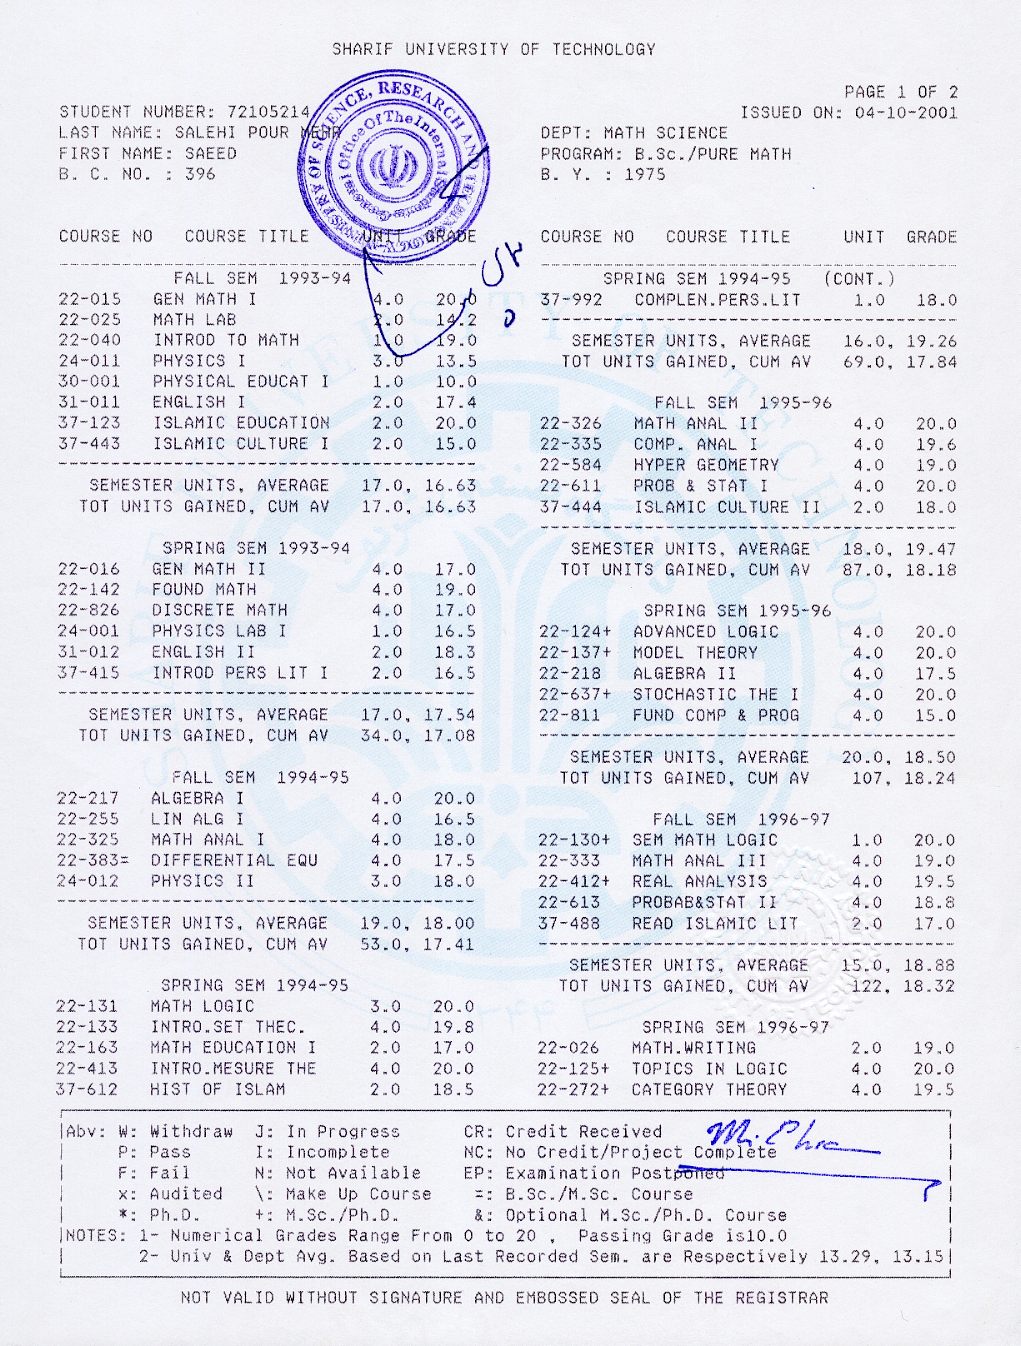 SHARIF UNIVERSITY OF TECHNOLOGY
PAGE 1 OF 2
STUDENT NUMBER: 72105214
ISSUED ON: 04-10-2001
LAST NAME: SALEHI POUR MEHR
DEPT: MATH SCIENCE
FIRST NAME: SAEED
PROGRAM: B.Sc./PURE MATH
B. C. NO. : 396
B. Y. : 1975
COURSE NO COURSE TITLE UNIT GRADE
FALL SEM 1993-94
22-015 GEN MATH I 4.0 20.0
22-025 MATH LAB 2.0 14.2
22-040 INTROD TO MATH 1.0 19.0
24-011 PHYSICS I 3.0 13.5
30-001 PHYSICAL EDUCAT I 1.0 10.0
31-011 ENGLISH I 2.0 17.4
37-123 ISLAMIC EDUCATION 2.0 20.0
37-443 ISLAMIC CULTURE I 2.0 15.0
SEMESTER UNITS, AVERAGE 17.0, 16.63
TOT UNITS GAINED, CUM AV 17.0, 16.63
SPRING SEM 1993-94
22-016 GEN MATH II 4.0 17.0
22-142 FOUND MATH 4.0 19.0
22-826 DISCRETE MATH 4.0 17.0
24-001 PHYSICS LAB I 1.0 16.5
31-012 ENGLISH II 2.0 18.3
37-415 INTROD PERS LIT I 2.0 16.5
SEMESTER UNITS, AVERAGE 17.0, 17.54
TOT UNITS GAINED, CUM AV 34.0, 17.08
FALL SEM 1994-95
22-217 ALGEBRA I 4.0 20.0
22-255 LIN ALG I 4.0 16.5
22-325 MATH ANAL I 4.0 18.0
22-383= DIFFERENTIAL EQU 4.0 17.5
24-012 PHYSICS II 3.0 18.0
SEMESTER UNITS, AVERAGE 19.0, 18.00
TOT UNITS GAINED, CUM AV 53.0, 17.41
SPRING SEM 1994-95
22-131 MATH LOGIC 3.0 20.0
22-133 INTRO.SET THEC. 4.0 19.8
22-163 MATH EDUCATION I 2.0 17.0
22-413 INTRO.MESURE THE 4.0 20.0
37-612 HIST OF ISLAM 2.0 18.5
COURSE NO COURSE TITLE UNIT GRADE
SPRING SEM 1994-95 (CONT.)
37-992 COMPLEN.PERS.LIT 1.0 18.0
SEMESTER UNITS, AVERAGE 16.0, 19.26
TOT UNITS GAINED, CUM AV 69.0, 17.84
FALL SEM 1995-96
22-326 MATH ANAL II 4.0 20.0
22-335 COMP. ANAL I 4.0 19.6
22-584 HYPER GEOMETRY 4.0 19.0
22-611 PROB & STAT I 4.0 20.0
37-444 ISLAMIC CULTURE II 2.0 18.0
SEMESTER UNITS, AVERAGE 18.0, 19.47
TOT UNITS GAINED, CUM AV 87.0, 18.18
SPRING SEM 1995-96
22-124+ ADVANCED LOGIC 4.0 20.0
22-137+ MODEL THEORY 4.0 20.0
22-218 ALGEBRA II 4.0 17.5
22-637+ STOCHASTIC THE I 4.0 20.0
22-811 FUND COMP & PROG 4.0 15.0
SEMESTER UNITS, AVERAGE 20.0, 18.50
TOT UNITS GAINED, CUM AV 107, 18.24
FALL SEM 1996-97
22-130+ SEM MATH LOGIC 1.0 20.0
22-333 MATH ANAL III 4.0 19.0
22-412+ REAL ANALYSIS 4.0 19.5
22-613 PROBAB&STAT II 4.0 18.8
37-488 READ ISLAMIC LIT 2.0 17.0
SEMESTER UNITS, AVERAGE 15.0, 18.88
TOT UNITS GAINED, CUM AV 122, 18.32
SPRING SEM 1996-97
22-026 MATH.WRITING 2.0 19.0
22-125+ TOPICS IN LOGIC 4.0 20.0
22-272+ CATEGORY THEORY 4.0 19.5
Abv: W: Withdraw J: In Progress CR: Credit Received
P: Pass I: Incomplete NC: No Credit/Project Complete
F: Fail N: Not Available EP: Examination Postponed
x: Audited \: Make Up Course =: B.Sc./M.Sc. Course
*: Ph.D. +: M.Sc./Ph.D. &: Optional M.Sc./Ph.D. Course
NOTES: 1- Numerical Grades Range From 0 to 20 , Passing Grade is10.0
2- Univ & Dept Avg. Based on Last Recorded Sem. are Respectively 13.29, 13.15
NOT VALID WITHOUT SIGNATURE AND EMBOSSED SEAL OF THE REGISTRAR